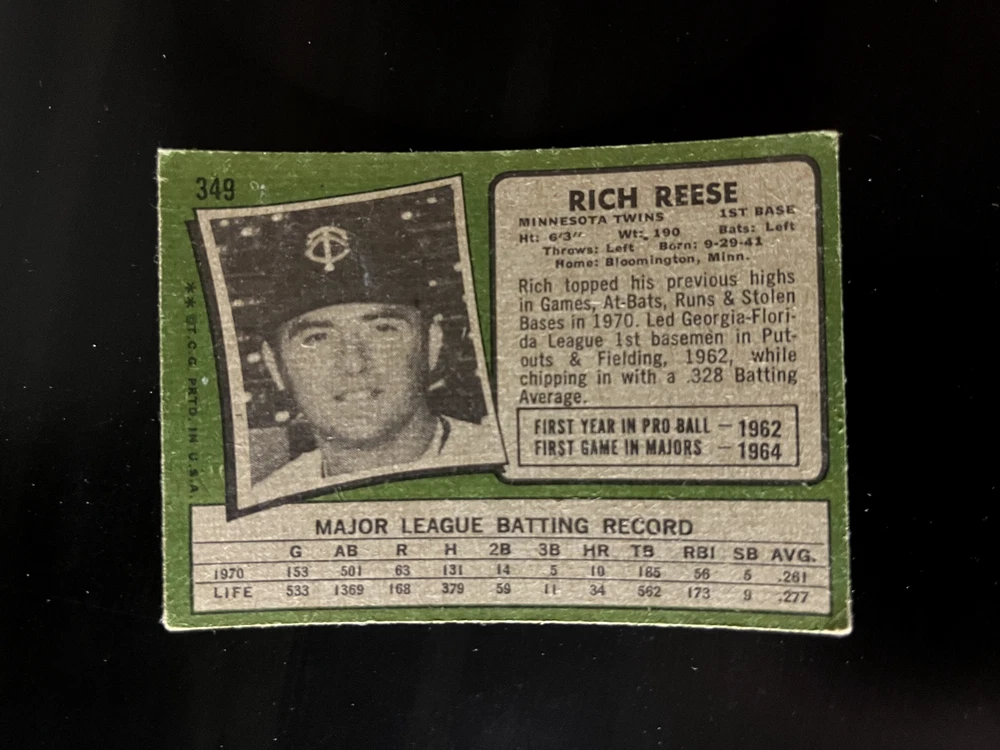 349
RICH REESE
MINNESOTA TWINS 1ST BASE
Ht: 6'3" Wt: 190 Bats: Left
Throws: Left Born: 9-29-41
Home: Bloomington, Minn.
Rich topped his previous highs
in Games, At-Bats, Runs & Stolen
Bases in 1970. Led Georgia-Flori-
da League 1st basemen in Put-
outs & Fielding, 1962, while
chipping in with a .328 Batting
Average.
FIRST YEAR IN PRO BALL — 1962
FIRST GAME IN MAJORS — 1964
** ©T.C.G. PRTD. IN U.S.A.
MAJOR LEAGUE BATTING RECORD
G AB R H 2B 3B HR TB RBI SB AVG.
1970 153 501 63 131 14 5 10 185 56 5 .261
LIFE 533 1369 168 379 59 11 34 562 173 9 .277
TC